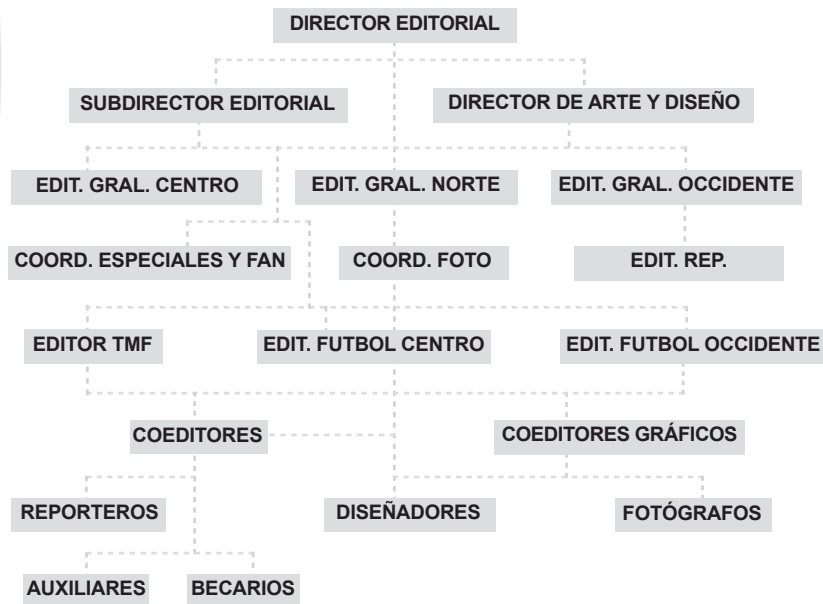 DIRECTOR EDITORIAL
SUBDIRECTOR EDITORIAL
DIRECTOR DE ARTE Y DISEÑO
EDIT. GRAL. CENTRO
EDIT. GRAL. NORTE
EDIT. GRAL. OCCIDENTE
COORD. ESPECIALES Y FAN
COORD. FOTO
EDIT. REP.
EDITOR TMF
EDIT. FUTBOL CENTRO
EDIT. FUTBOL OCCIDENTE
COEDITORES
COEDITORES GRÁFICOS
REPORTEROS
DISEÑADORES
FOTÓGRAFOS
AUXILIARES
BECARIOS